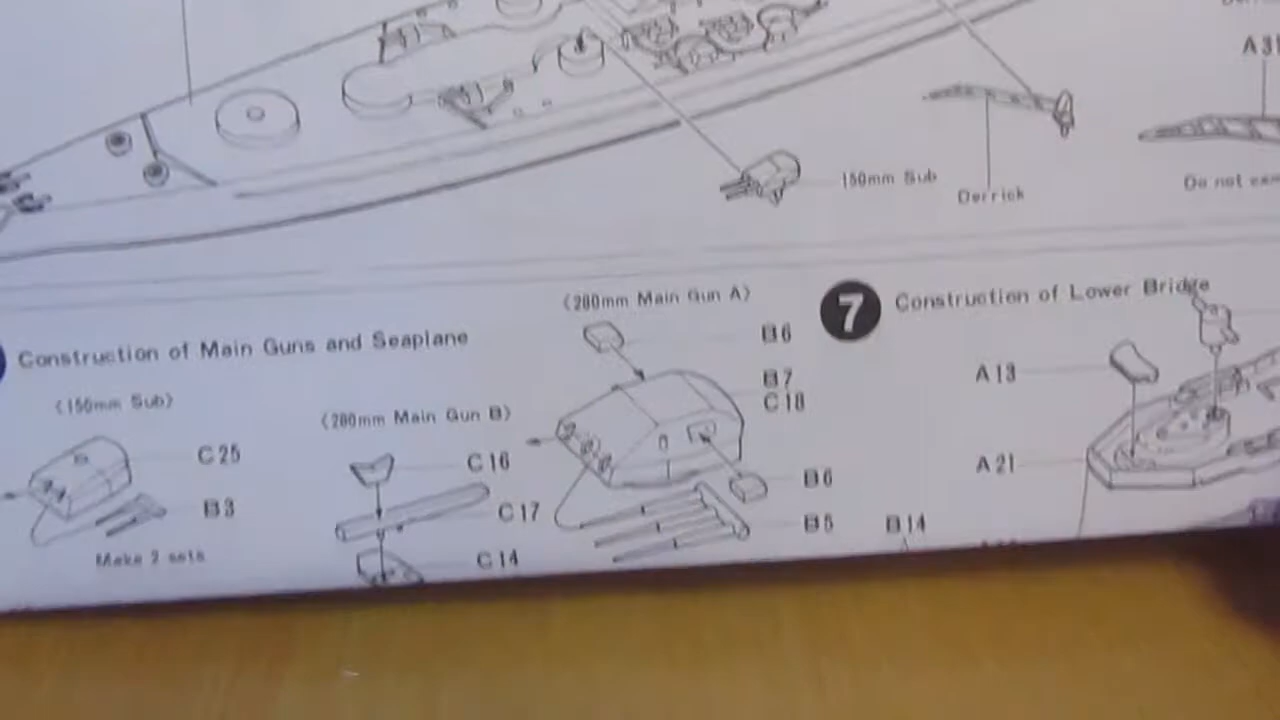 A3
150mm Sub
Derrick
Do not
Construction of Main Guns and Seaplane
(280mm Main Gun A)
7 Construction of Lower Bridge
(150mm Sub)
C25
B3
Make 2 sets
(280mm Main Gun B)
C16
C17
C14
B6
B7
C18
B6
B5
A13
A21
B14